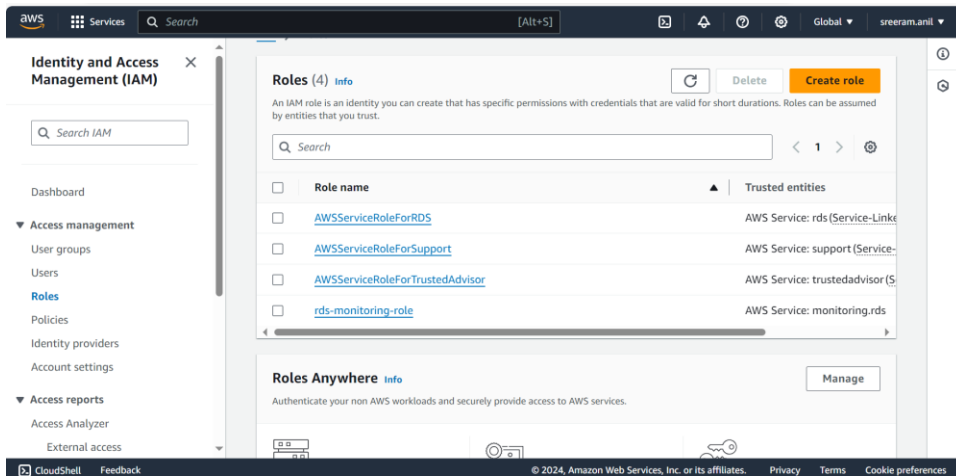 aws
Services
Search
[Alt+S]
Global
sreeram.anil
Identity and Access
Management (IAM)
Search IAM
Dashboard
Access management
User groups
Users
Roles
Policies
Identity providers
Account settings
Access reports
Access Analyzer
External access
Roles (4) Info
Delete
Create role
An IAM role is an identity you can create that has specific permissions with credentials that are valid for short durations. Roles can be assumed
by entities that you trust.
Search
1
Role name
Trusted entities
AWSServiceRoleForRDS
AWS Service: rds (Service-Linke
AWSServiceRoleForSupport
AWS Service: support (Service-
AWSServiceRoleForTrustedAdvisor
AWS Service: trustedadvisor (S
rds-monitoring-role
AWS Service: monitoring.rds
Roles Anywhere Info
Manage
Authenticate your non AWS workloads and securely provide access to AWS services.
CloudShell
Feedback
© 2024, Amazon Web Services, Inc. or its affiliates.
Privacy
Terms
Cookie preferences